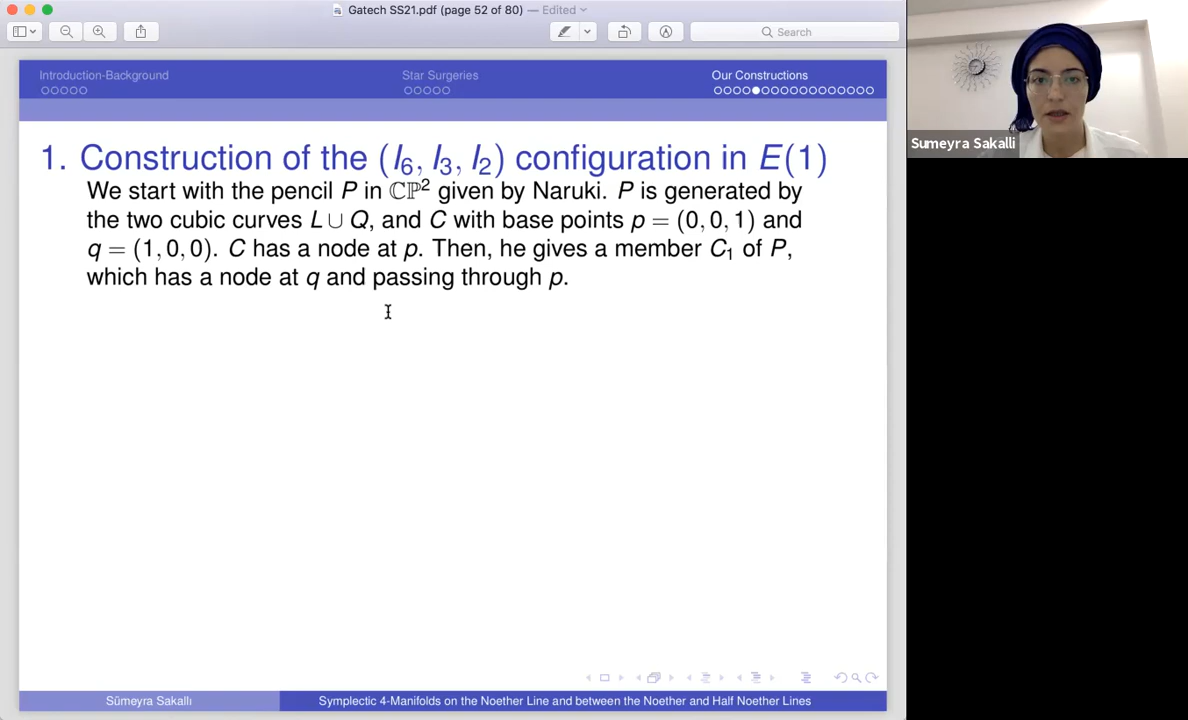 Gatech SS21.pdf (page 52 of 80) — Edited
Search
Introduction-Background
Star Surgeries
Our Constructions
1. Construction of the (I₆, I₃, I₂) configuration in E(1)
We start with the pencil P in ℂℙ² given by Naruki. P is generated by
the two cubic curves L ∪ Q, and C with base points p = (0, 0, 1) and
q = (1, 0, 0). C has a node at p. Then, he gives a member C₁ of P,
which has a node at q and passing through p.
Sümeyra Sakallı
Symplectic 4-Manifolds on the Noether Line and between the Noether and Half Noether Lines
Sumeyra Sakalli